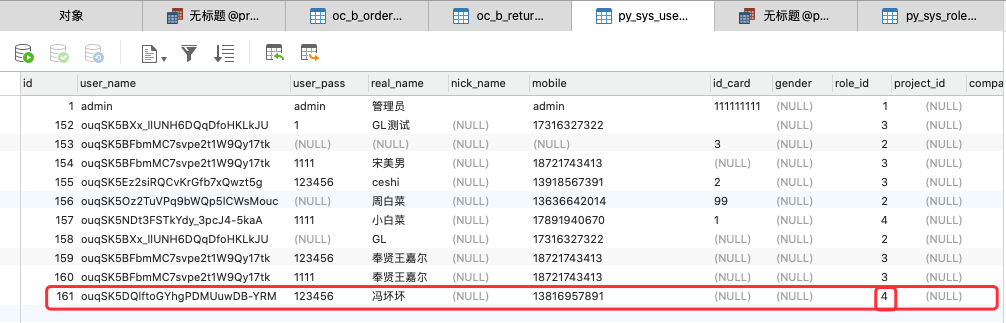 对象 无标题 @pr... oc_b_order... oc_b_retur... py_sys_use... 无标题 @p... py_sys_role...
id user_name user_pass real_name nick_name mobile id_card gender role_id project_id compa
1 admin admin 管理员 admin 111111111 (NULL) 1 (NULL)
152 ouqSK5BXx_lIUNH6DQqDfoHKLkJU 1 GL测试 (NULL) 17316327322 (NULL) 3 (NULL)
153 ouqSK5BFbmMC7svpe2t1W9Qy17tk (NULL) (NULL) (NULL) (NULL) 3 (NULL) 2 (NULL)
154 ouqSK5BFbmMC7svpe2t1W9Qy17tk 1111 宋美男 (NULL) 18721743413 (NULL) (NULL) 3 (NULL)
155 ouqSK5Ez2siRQCvKrGfb7xQwzt5g 123456 ceshi (NULL) 13918567391 2 (NULL) 3 (NULL)
156 ouqSK5Oz2TuVPq9bWQp5lCWsMouc (NULL) 周白菜 (NULL) 13636642014 99 (NULL) 2 (NULL)
157 ouqSK5NDt3FSTkYdy_3pcJ4-5kaA 1111 小白菜 (NULL) 17891940670 1 (NULL) 4 (NULL)
158 ouqSK5BXx_lIUNH6DQqDfoHKLkJU (NULL) GL (NULL) 17316327322 (NULL) (NULL) 2 (NULL)
159 ouqSK5BFbmMC7svpe2t1W9Qy17tk 123456 奉贤王嘉尔 (NULL) 18721743413 (NULL) (NULL) 3 (NULL)
160 ouqSK5BFbmMC7svpe2t1W9Qy17tk 1111 奉贤王嘉尔 (NULL) 18721743413 (NULL) (NULL) 3 (NULL)
161 ouqSK5DQlftoGYhgPDMUuwDB-YRM 123456 冯坏坏 (NULL) 13816957891 (NULL) (NULL) 4 (NULL)